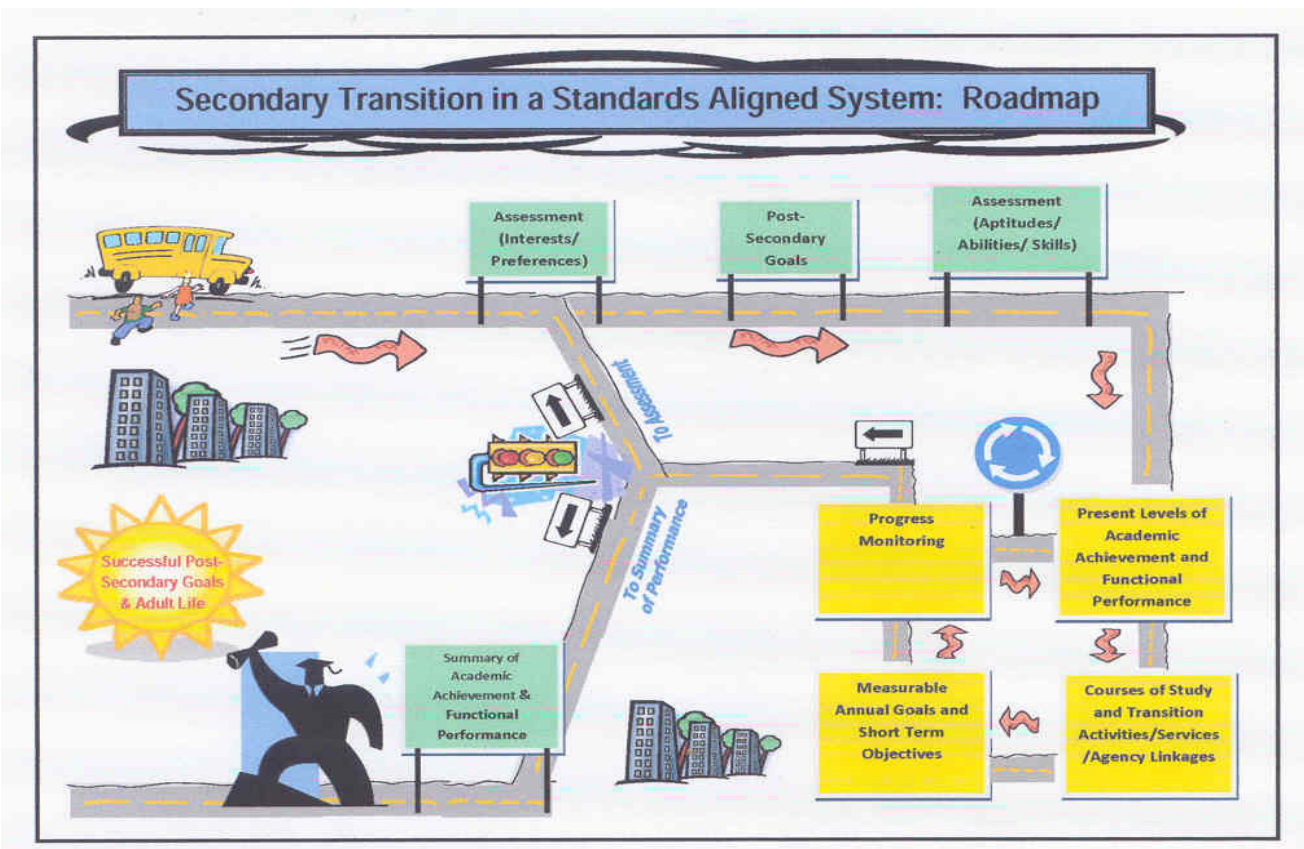 Secondary Transition in a Standards Aligned System: Roadmap
Assessment
(Interests/
Preferences)
Post-
Secondary
Goals
Assessment
(Aptitudes/
Abilities/ Skills)
To Assessment
To Summary
of Performance
Progress
Monitoring
Present Levels of
Academic
Achievement and
Functional
Performance
Successful Post-
Secondary Goals
& Adult Life
Summary of
Academic
Achievement &
Functional
Performance
Measurable
Annual Goals and
Short Term
Objectives
Courses of Study
and Transition
Activities/Services
/Agency Linkages